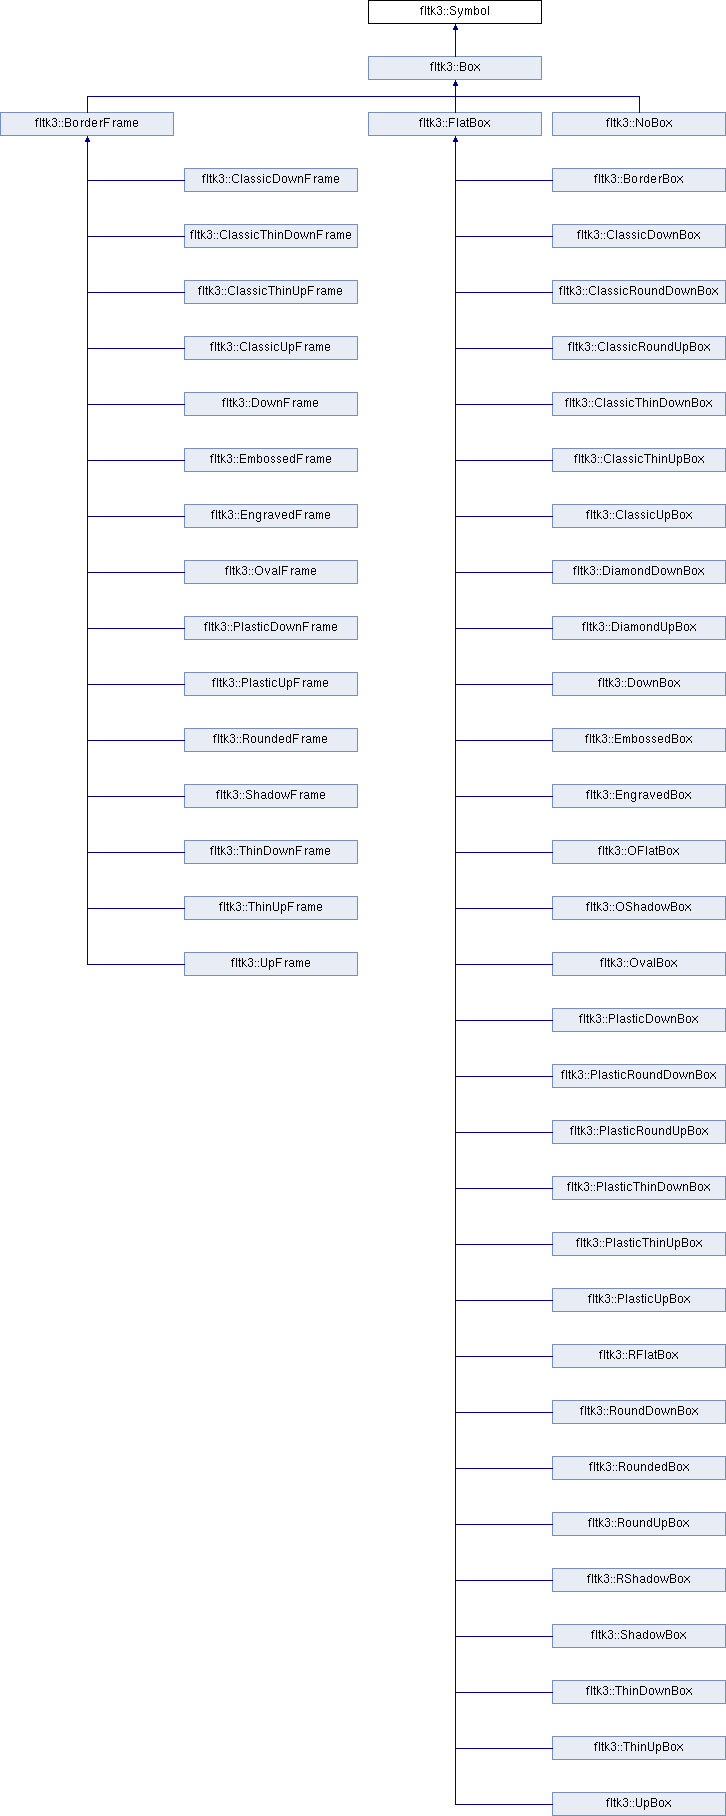 fltk3::Symbol
fltk3::Box
fltk3::BorderFrame
fltk3::FlatBox
fltk3::NoBox
fltk3::ClassicDownFrame
fltk3::BorderBox
fltk3::ClassicThinDownFrame
fltk3::ClassicDownBox
fltk3::ClassicThinUpFrame
fltk3::ClassicRoundDownBox
fltk3::ClassicUpFrame
fltk3::ClassicRoundUpBox
fltk3::DownFrame
fltk3::ClassicThinDownBox
fltk3::EmbossedFrame
fltk3::ClassicThinUpBox
fltk3::EngravedFrame
fltk3::ClassicUpBox
fltk3::OvalFrame
fltk3::DiamondDownBox
fltk3::PlasticDownFrame
fltk3::DiamondUpBox
fltk3::PlasticUpFrame
fltk3::DownBox
fltk3::RoundedFrame
fltk3::EmbossedBox
fltk3::ShadowFrame
fltk3::EngravedBox
fltk3::ThinDownFrame
fltk3::OFlatBox
fltk3::ThinUpFrame
fltk3::OShadowBox
fltk3::UpFrame
fltk3::OvalBox
fltk3::PlasticDownBox
fltk3::PlasticRoundDownBox
fltk3::PlasticRoundUpBox
fltk3::PlasticThinDownBox
fltk3::PlasticThinUpBox
fltk3::PlasticUpBox
fltk3::RFlatBox
fltk3::RoundDownBox
fltk3::RoundedBox
fltk3::RoundUpBox
fltk3::RShadowBox
fltk3::ShadowBox
fltk3::ThinDownBox
fltk3::ThinUpBox
fltk3::UpBox